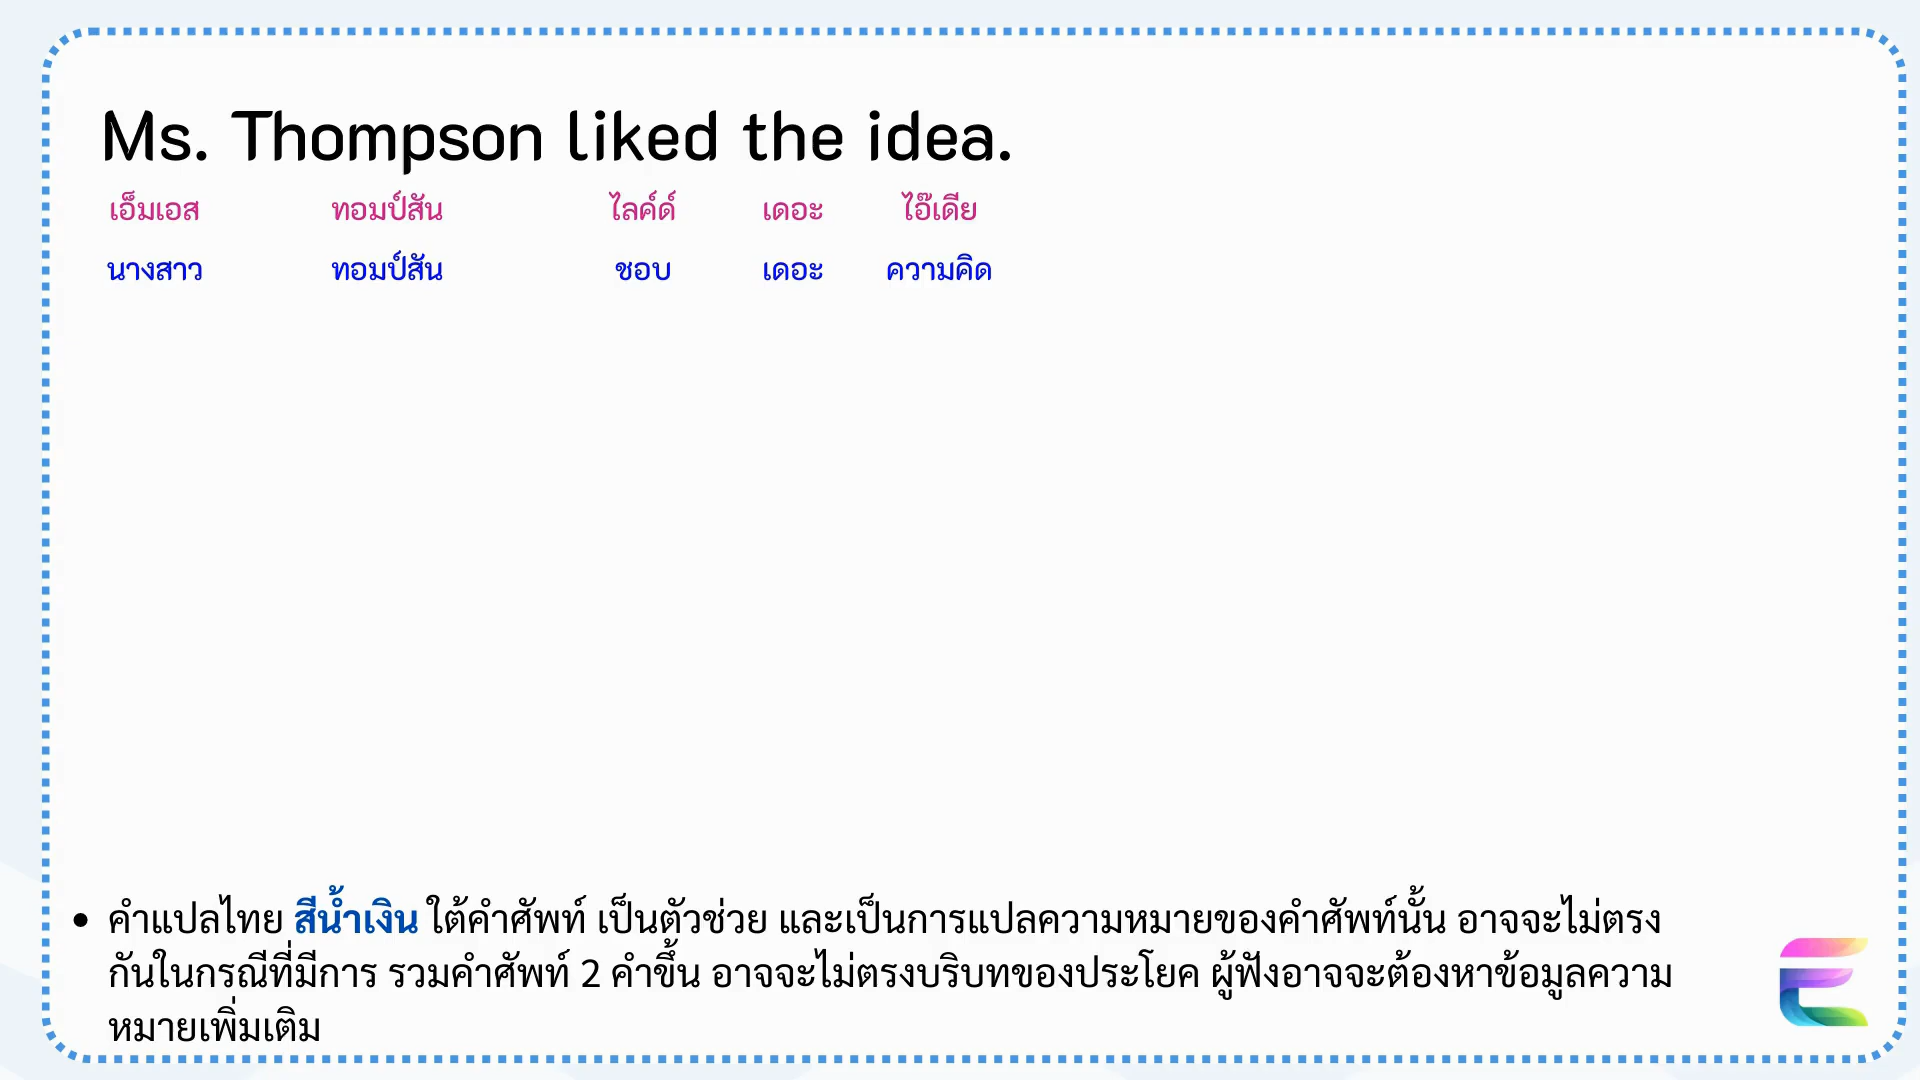 Ms. Thompson liked the idea.
เอ็มเอส ทอมป์สัน ไลค์ด์ เดอะ ไอ๊เดีย
นางสาว ทอมป์สัน ชอบ เดอะ ความคิด
• คำแปลไทย สีน้ำเงิน ใต้คำศัพท์ เป็นตัวช่วย และเป็นการแปลความหมายของคำศัพท์นั้น อาจจะไม่ตรง
กันในกรณีที่มีการ รวมคำศัพท์ 2 คำขึ้น อาจจะไม่ตรงบริบทของประโยค ผู้ฟังอาจจะต้องหาข้อมูลความ
หมายเพิ่มเติม